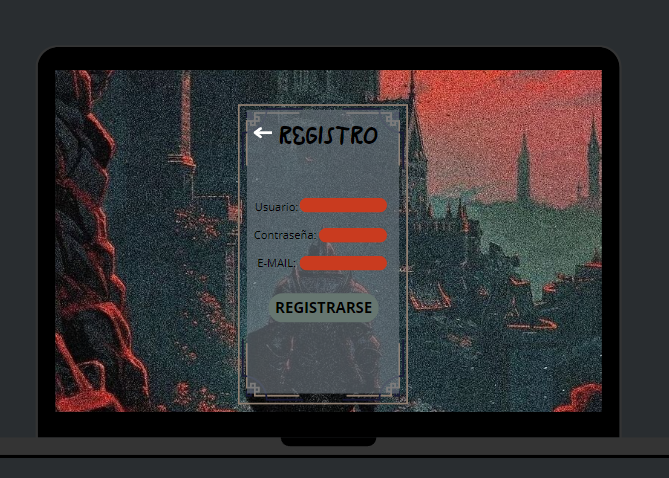 REGISTRO
Usuario:
Contraseña:
E-MAIL:
REGISTRARSE